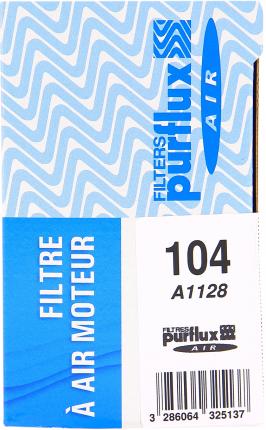 FILTERS
purflux
AIR
FILTRE
À AIR MOTEUR
104
A1128
FILTRES
purflux
AIR
3 286064 325137